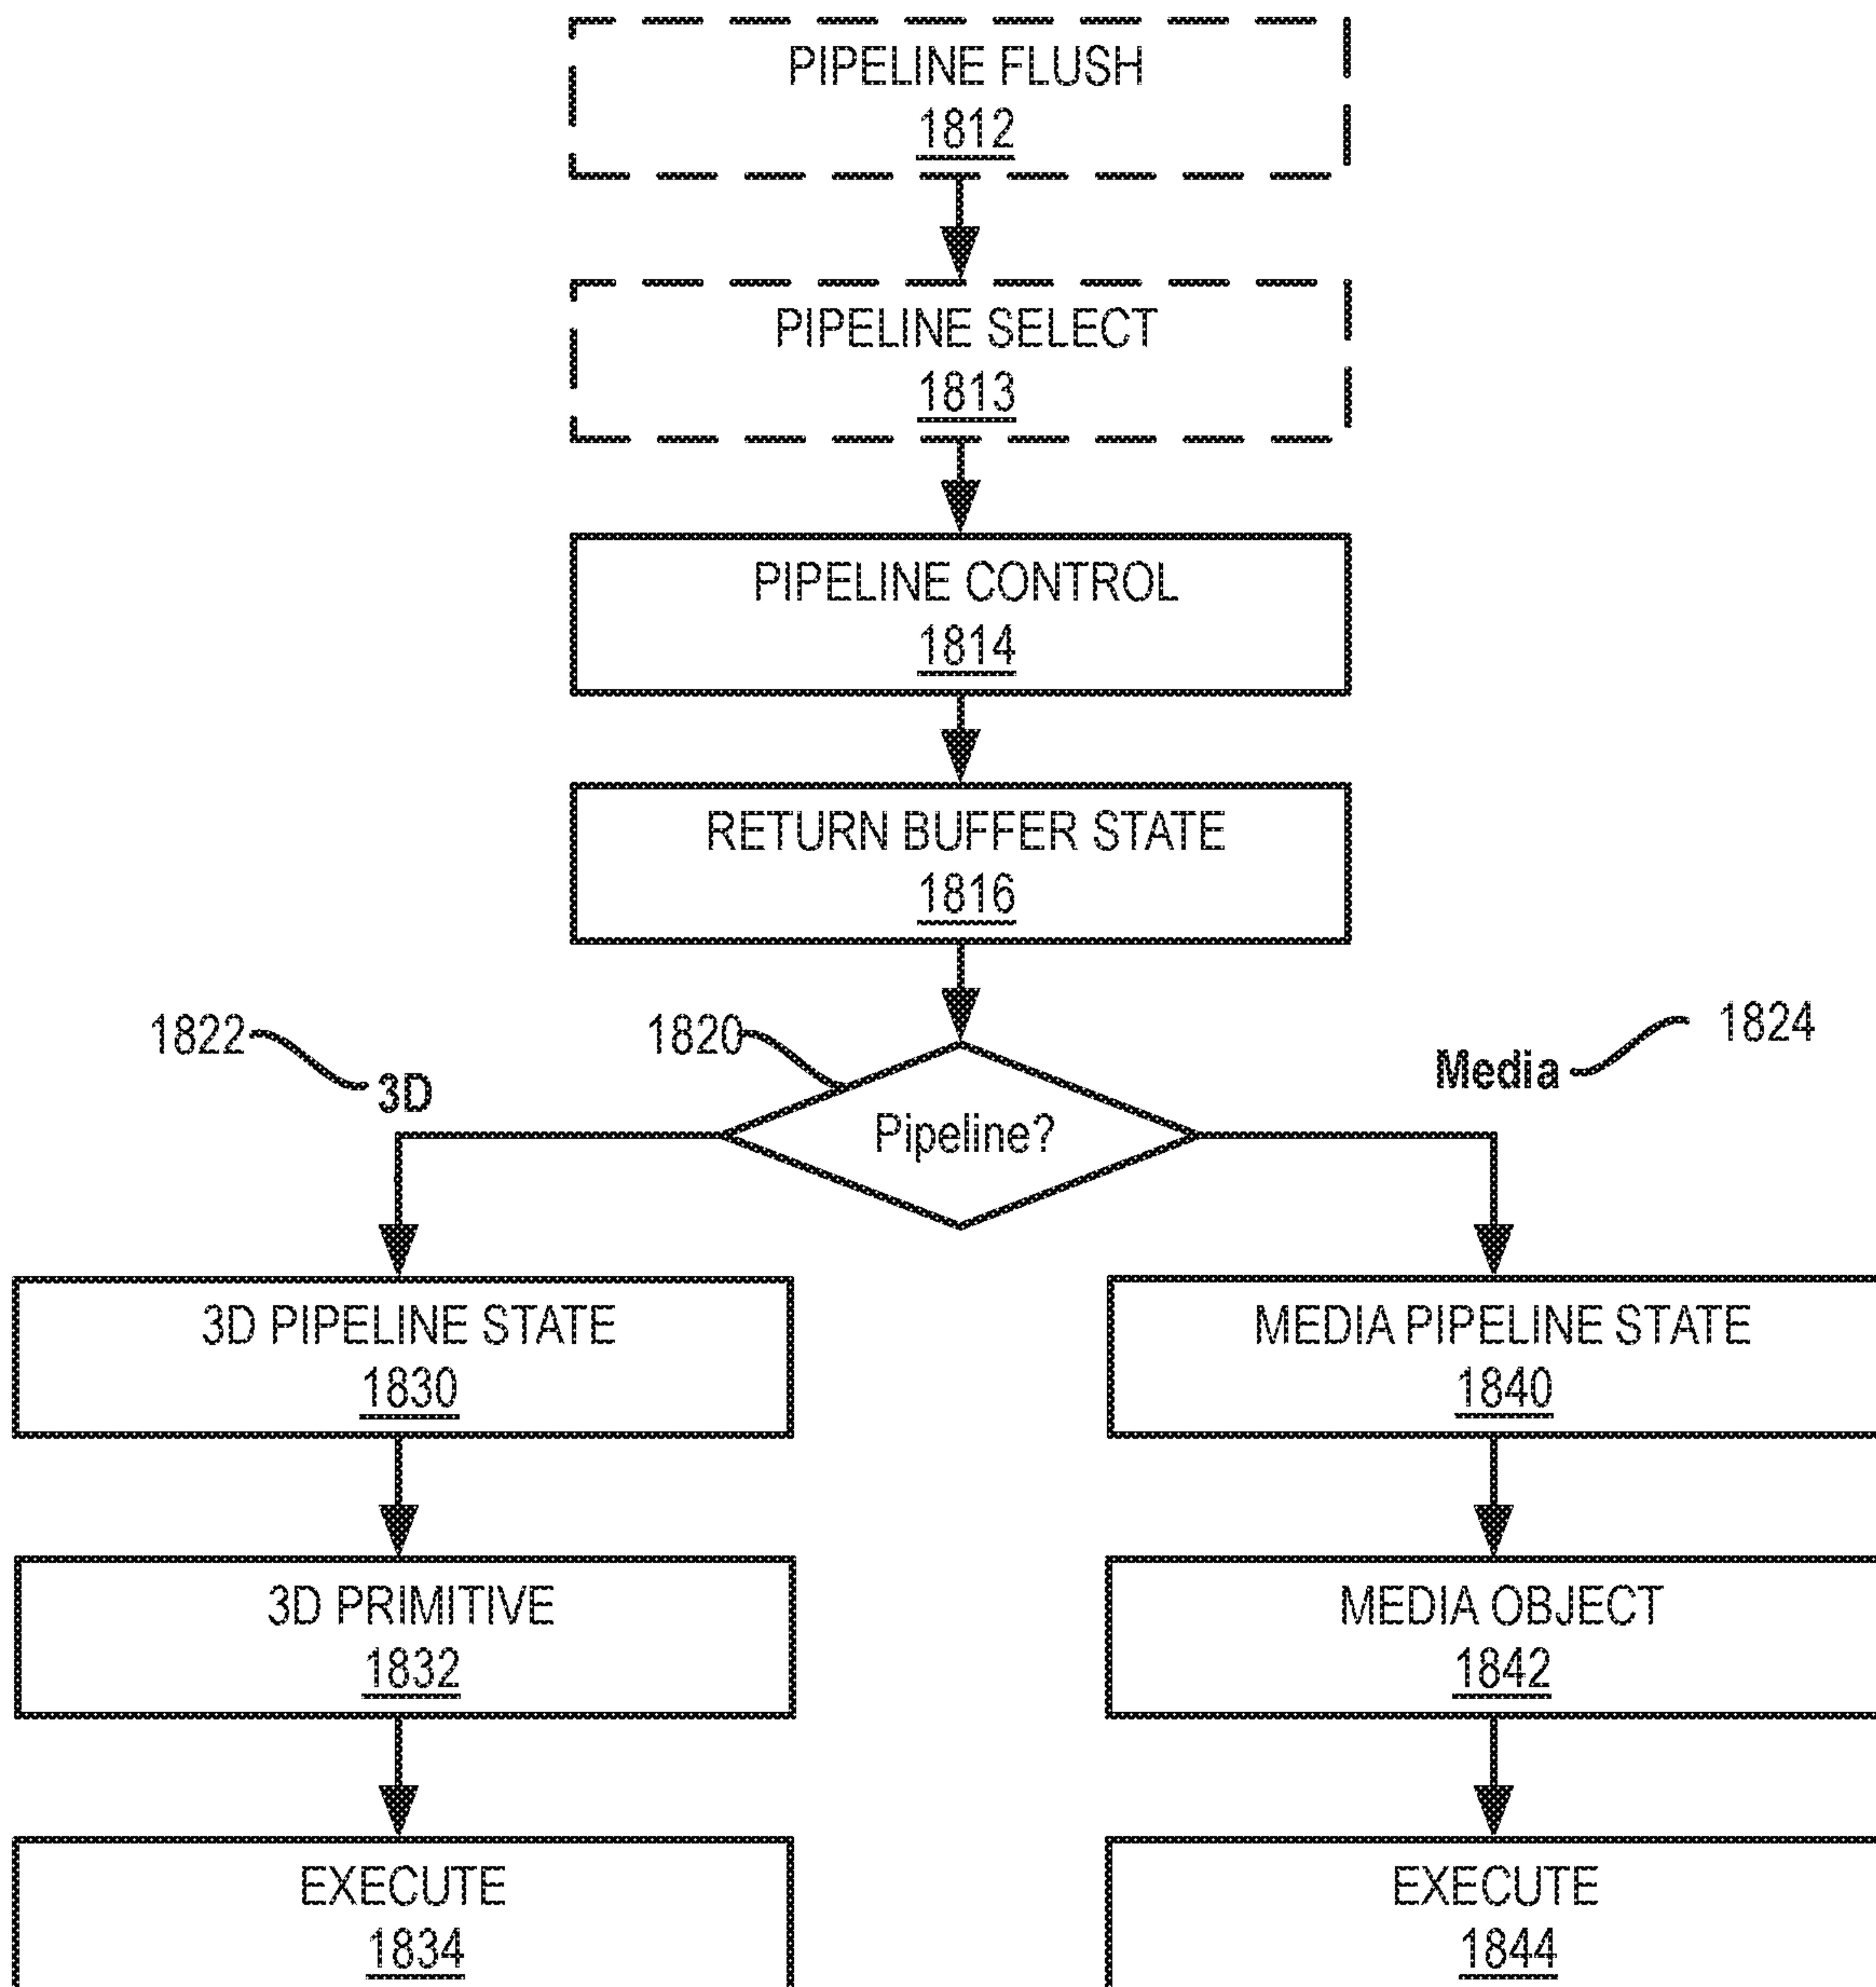 PIPELINE FLUSH
1812
PIPELINE SELECT
1813
PIPELINE CONTROL
1814
RETURN BUFFER STATE
1816
1822
1820
1824
3D
Media
Pipeline?
3D PIPELINE STATE
1830
MEDIA PIPELINE STATE
1840
3D PRIMITIVE
1832
MEDIA OBJECT
1842
EXECUTE
1834
EXECUTE
1844